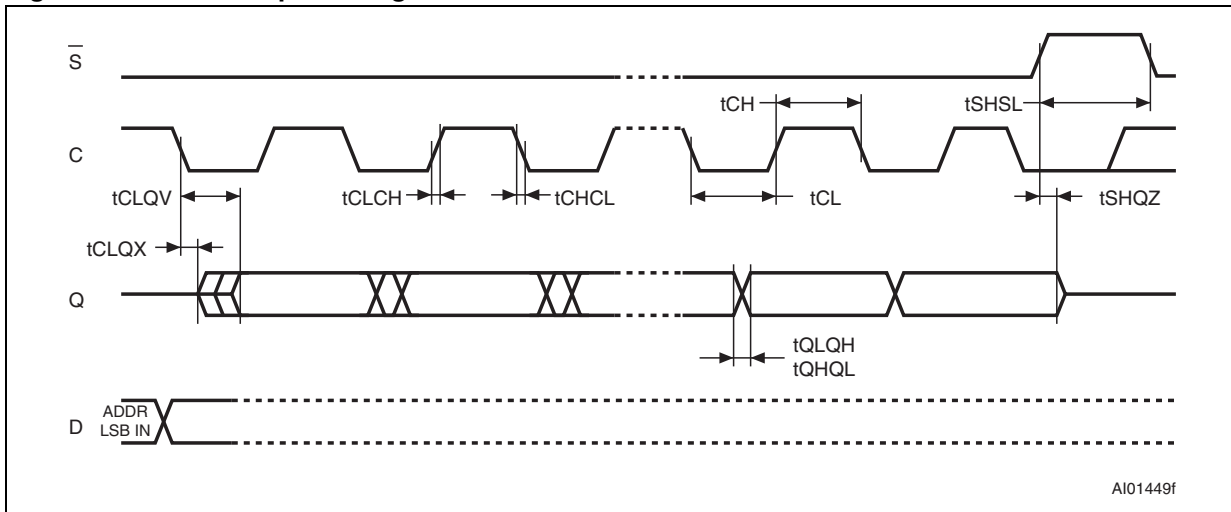 S
tCH
tSHSL
C
tCLQV
tCLCH
tCHCL
tCL
tSHQZ
tCLQX
Q
tQLQH
tQHQL
ADDR
D
LSB IN
AI01449f